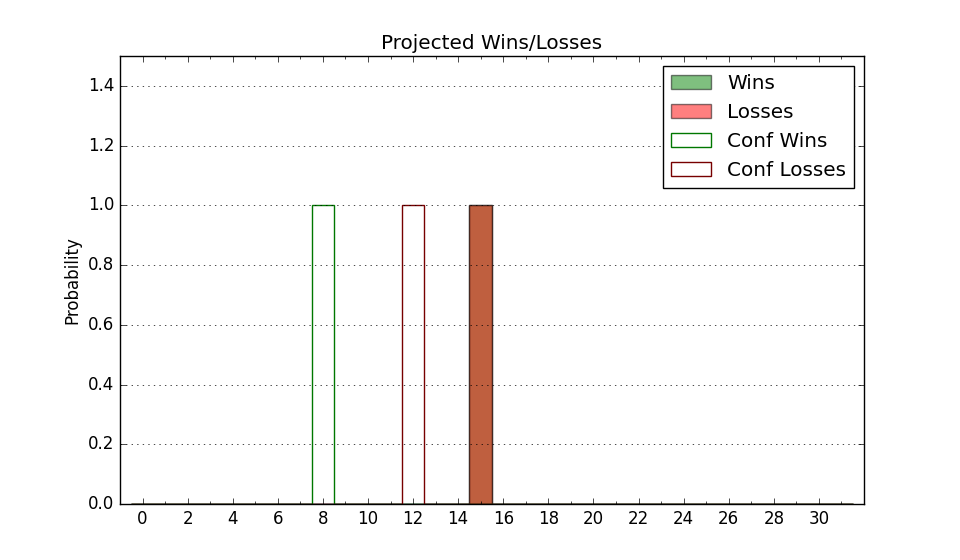 Projected Wins/Losses
Wins
Losses
Conf Wins
Conf Losses
Probability
1.4
1.2
1.0
0.8
0.6
0.4
0.2
0.0
0 2 4 6 8 10 12 14 16 18 20 22 24 26 28 30